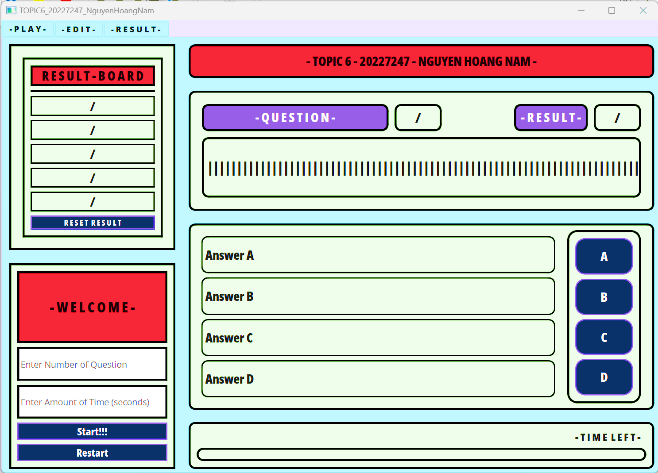 TOPIC6_20227247_NguyenHoangNam
-PLAY- -EDIT- -RESULT-
RESULT-BOARD
/
/
/
/
/
RESET RESULT
-WELCOME-
Enter Number of Question
Enter Amount of Time (seconds)
Start!!!
Restart
- TOPIC 6 - 20227247 - NGUYEN HOANG NAM -
-QUESTION- / -RESULT- /
||||||||||||||||||||||||||||||||||||||||||||||||||||||||||||
Answer A A
Answer B B
Answer C C
Answer D D
-TIME LEFT-